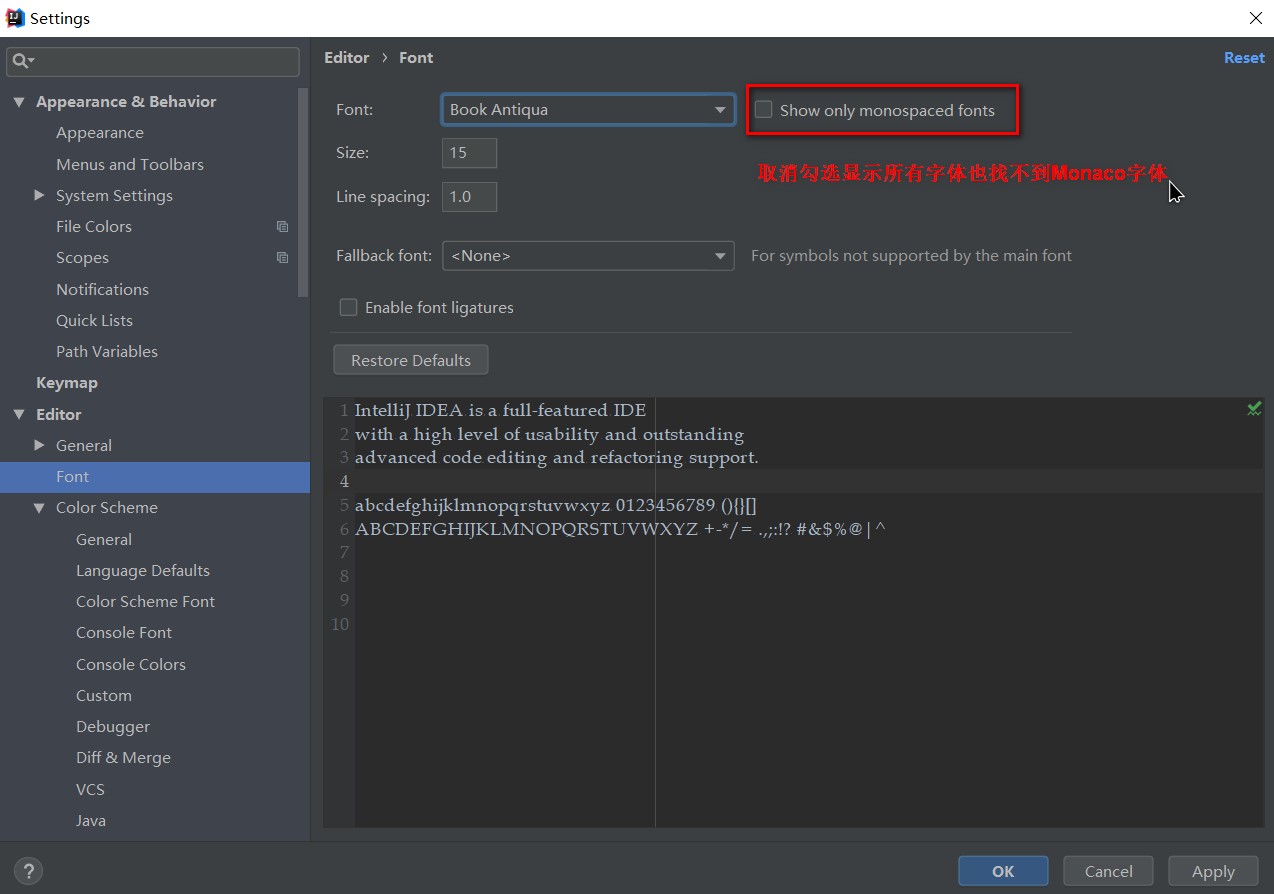 Settings
Editor › Font
Reset
Appearance & Behavior
Appearance
Menus and Toolbars
System Settings
File Colors
Scopes
Notifications
Quick Lists
Path Variables
Keymap
Editor
General
Font
Color Scheme
General
Language Defaults
Color Scheme Font
Console Font
Console Colors
Custom
Debugger
Diff & Merge
VCS
Java
Font: Book Antiqua Show only monospaced fonts
Size: 15
取消勾选显示所有字体也找不到Monaco字体
Line spacing: 1.0
Fallback font: <None> For symbols not supported by the main font
Enable font ligatures
Restore Defaults
1 IntelliJ IDEA is a full-featured IDE
2 with a high level of usability and outstanding
3 advanced code editing and refactoring support.
4
5 abcdefghijklmnopqrstuvwxyz 0123456789 (){}[]
6 ABCDEFGHIJKLMNOPQRSTUVWXYZ +-*/= .,;:!? #&$%@|^
7
8
9
10
? OK Cancel Apply